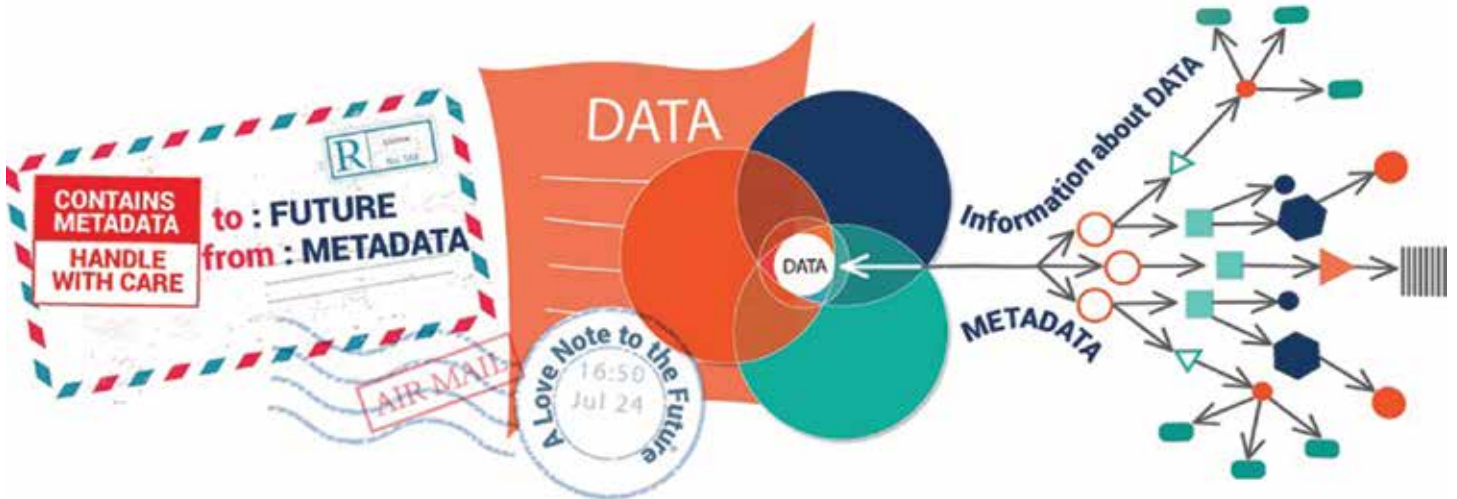 CONTAINS
METADATA
HANDLE
WITH CARE
R
to : FUTURE
from : METADATA
AIR MAIL
A Love Note to the Future
16:50
Jul 24
DATA
DATA
Information about DATA
METADATA